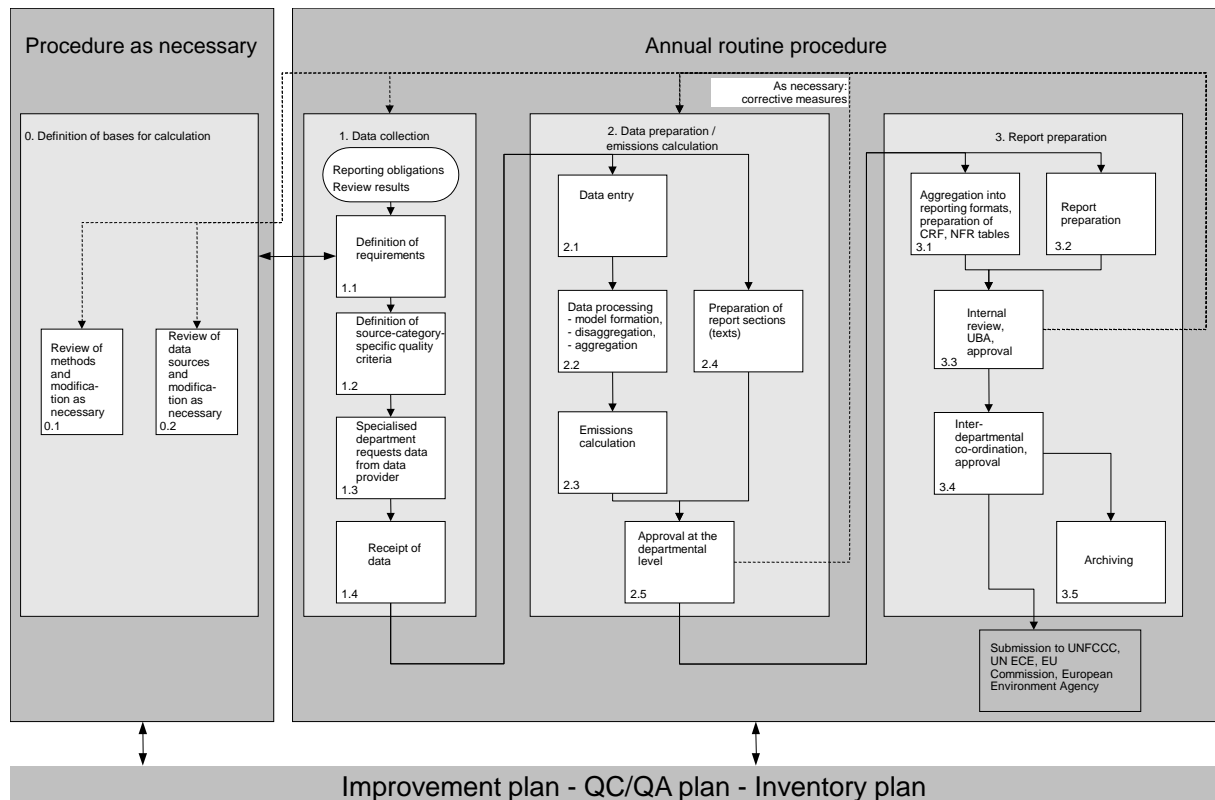 Procedure as necessary
Annual routine procedure
As necessary:
corrective measures
0. Definition of bases for calculation
Review of
methods
and
modifica-
tion as
necessary
0.1
Review of
data
sources
and
modifica-
tion as
necessary
0.2
1. Data collection
Reporting obligations
Review results
Definition of
requirements
1.1
Definition of
source-category-
specific quality
criteria
1.2
Specialised
department
requests data
from data
provider
1.3
Receipt of
data
1.4
2. Data preparation /
emissions calculation
Data entry
2.1
Data processing
- model formation,
- disaggregation,
- aggregation
2.2
Emissions
calculation
2.3
Preparation of
report sections
(texts)
2.4
Approval at the
departmental
level
2.5
3. Report preparation
Aggregation into
reporting formats,
preparation of
CRF, NFR tables
3.1
Report
preparation
3.2
Internal
review,
UBA,
approval
3.3
Inter-
departmental
co-ordination,
approval
3.4
Archiving
3.5
Submission to UNFCCC,
UN ECE, EU
Commission, European
Environment Agency
Improvement plan - QC/QA plan - Inventory plan